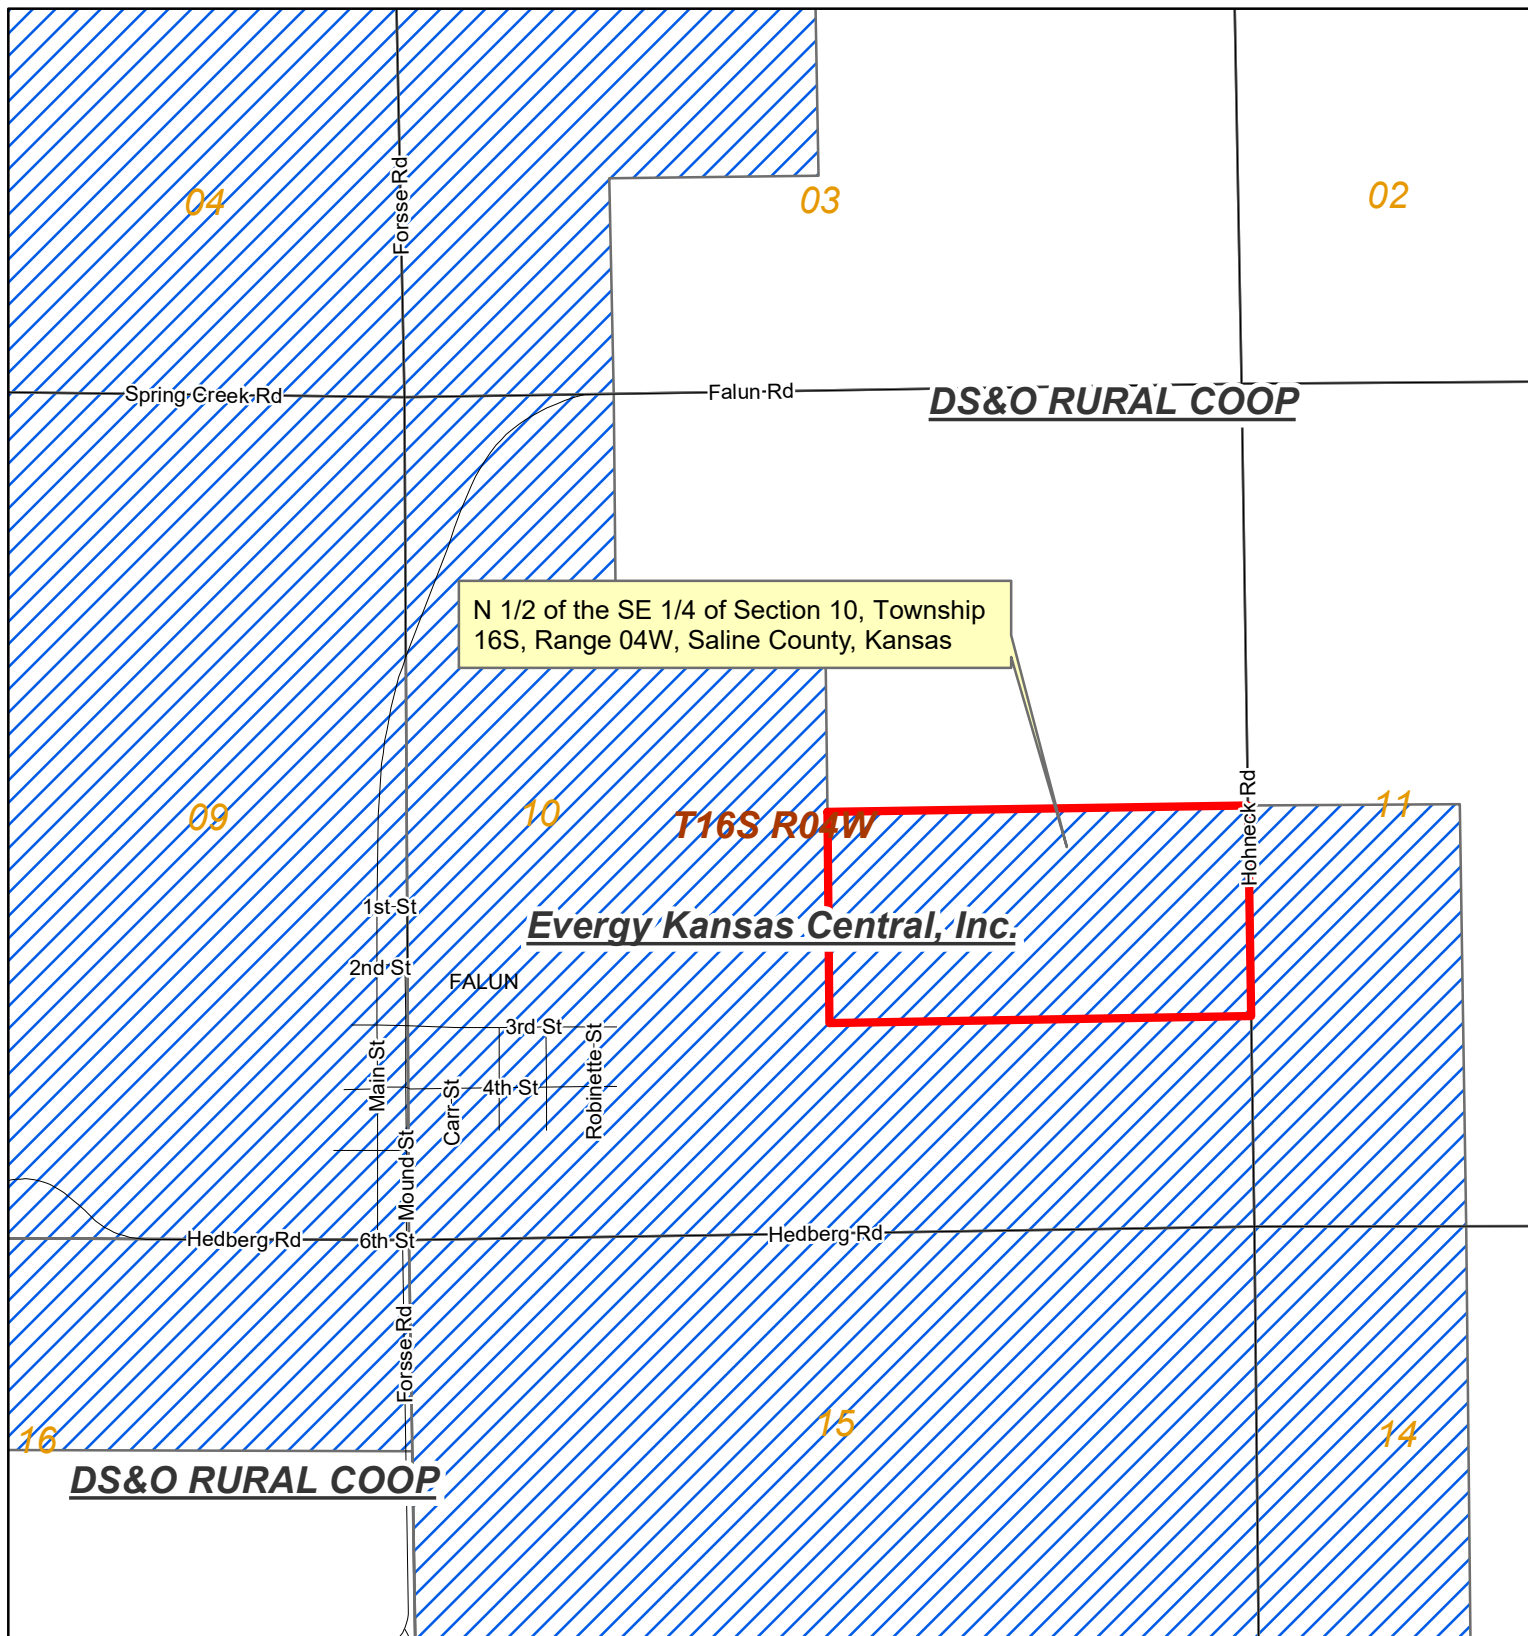 Forsse Rd
04
03
02
Spring Creek Rd
Falun Rd
DS&O RURAL COOP
N 1/2 of the SE 1/4 of Section 10, Township
16S, Range 04W, Saline County, Kansas
Hohneck Rd
09
10
T16S R04W
11
1st St
Evergy Kansas Central, Inc.
2nd St
FALUN
3rd St
Main St
Carr St
4th St
Robinette St
Mound St
Hedberg Rd
6th St
Hedberg Rd
Forsse Rd
16
15
14
DS&O RURAL COOP